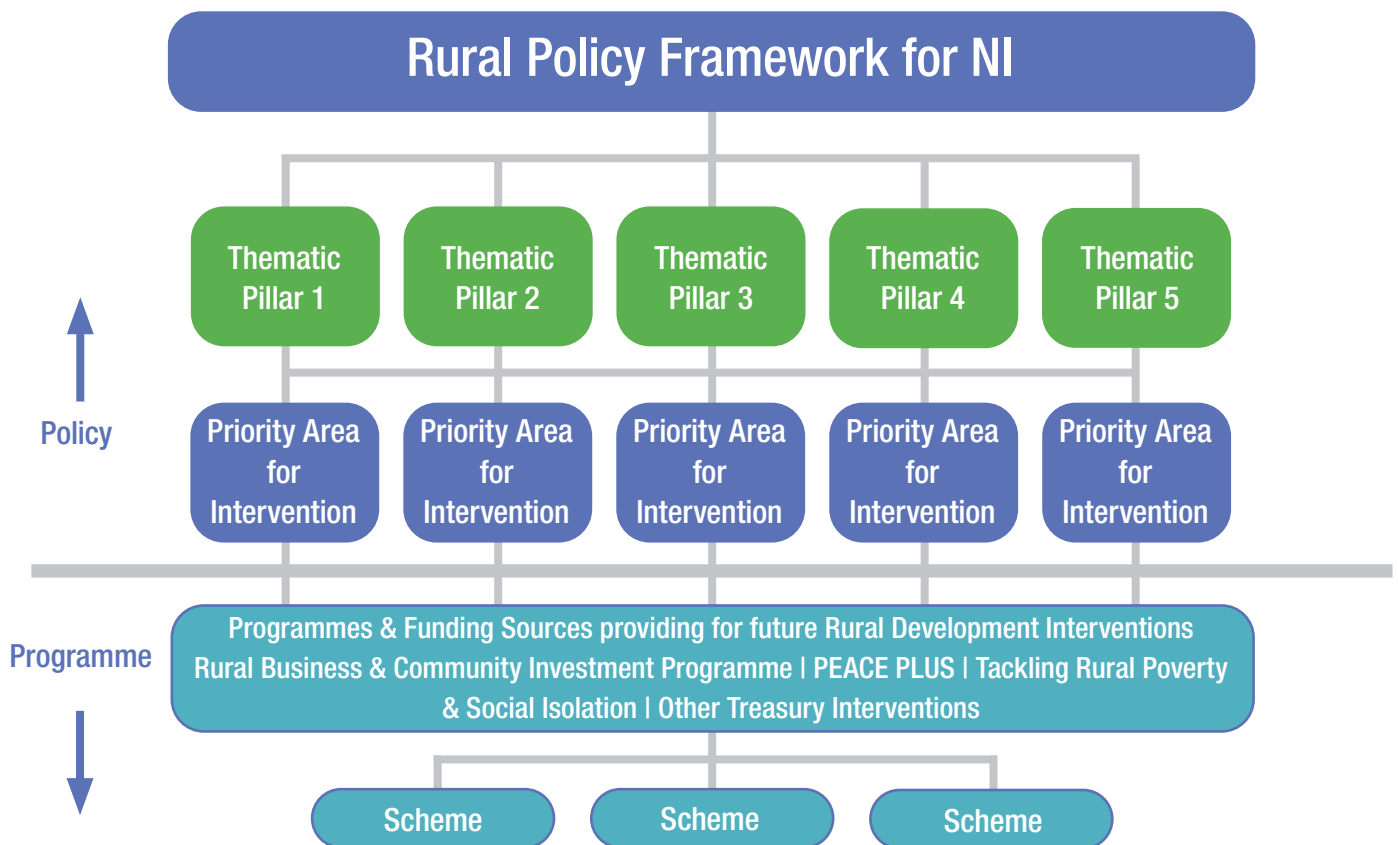 Rural Policy Framework for NI
Thematic
Pillar 1
Thematic
Pillar 2
Thematic
Pillar 3
Thematic
Pillar 4
Thematic
Pillar 5
Policy
Priority Area
for
Intervention
Priority Area
for
Intervention
Priority Area
for
Intervention
Priority Area
for
Intervention
Priority Area
for
Intervention
Programme
Programmes & Funding Sources providing for future Rural Development Interventions
Rural Business & Community Investment Programme | PEACE PLUS | Tackling Rural Poverty
& Social Isolation | Other Treasury Interventions
Scheme
Scheme
Scheme